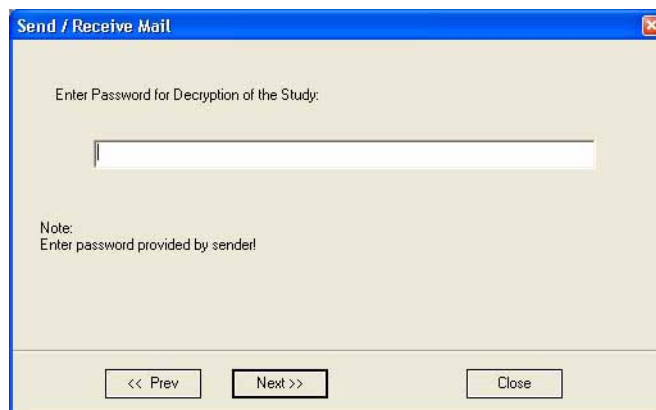 Send / Receive Mail
Enter Password for Decryption of the Study:
Note:
Enter password provided by sender!
<< Prev
Next >>
Close